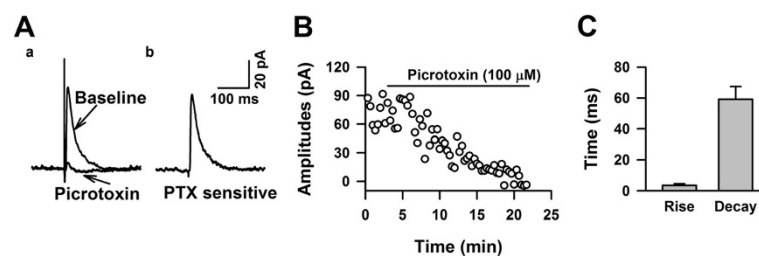 A
a
b
Baseline
Picrotoxin
PTX sensitive
20 pA
100 ms
B
Amplitudes (pA)
120
90
60
30
0
Picrotoxin (100 µM)
0 5 10 15 20 25
Time (min)
C
Time (ms)
80
60
40
20
0
Rise Decay